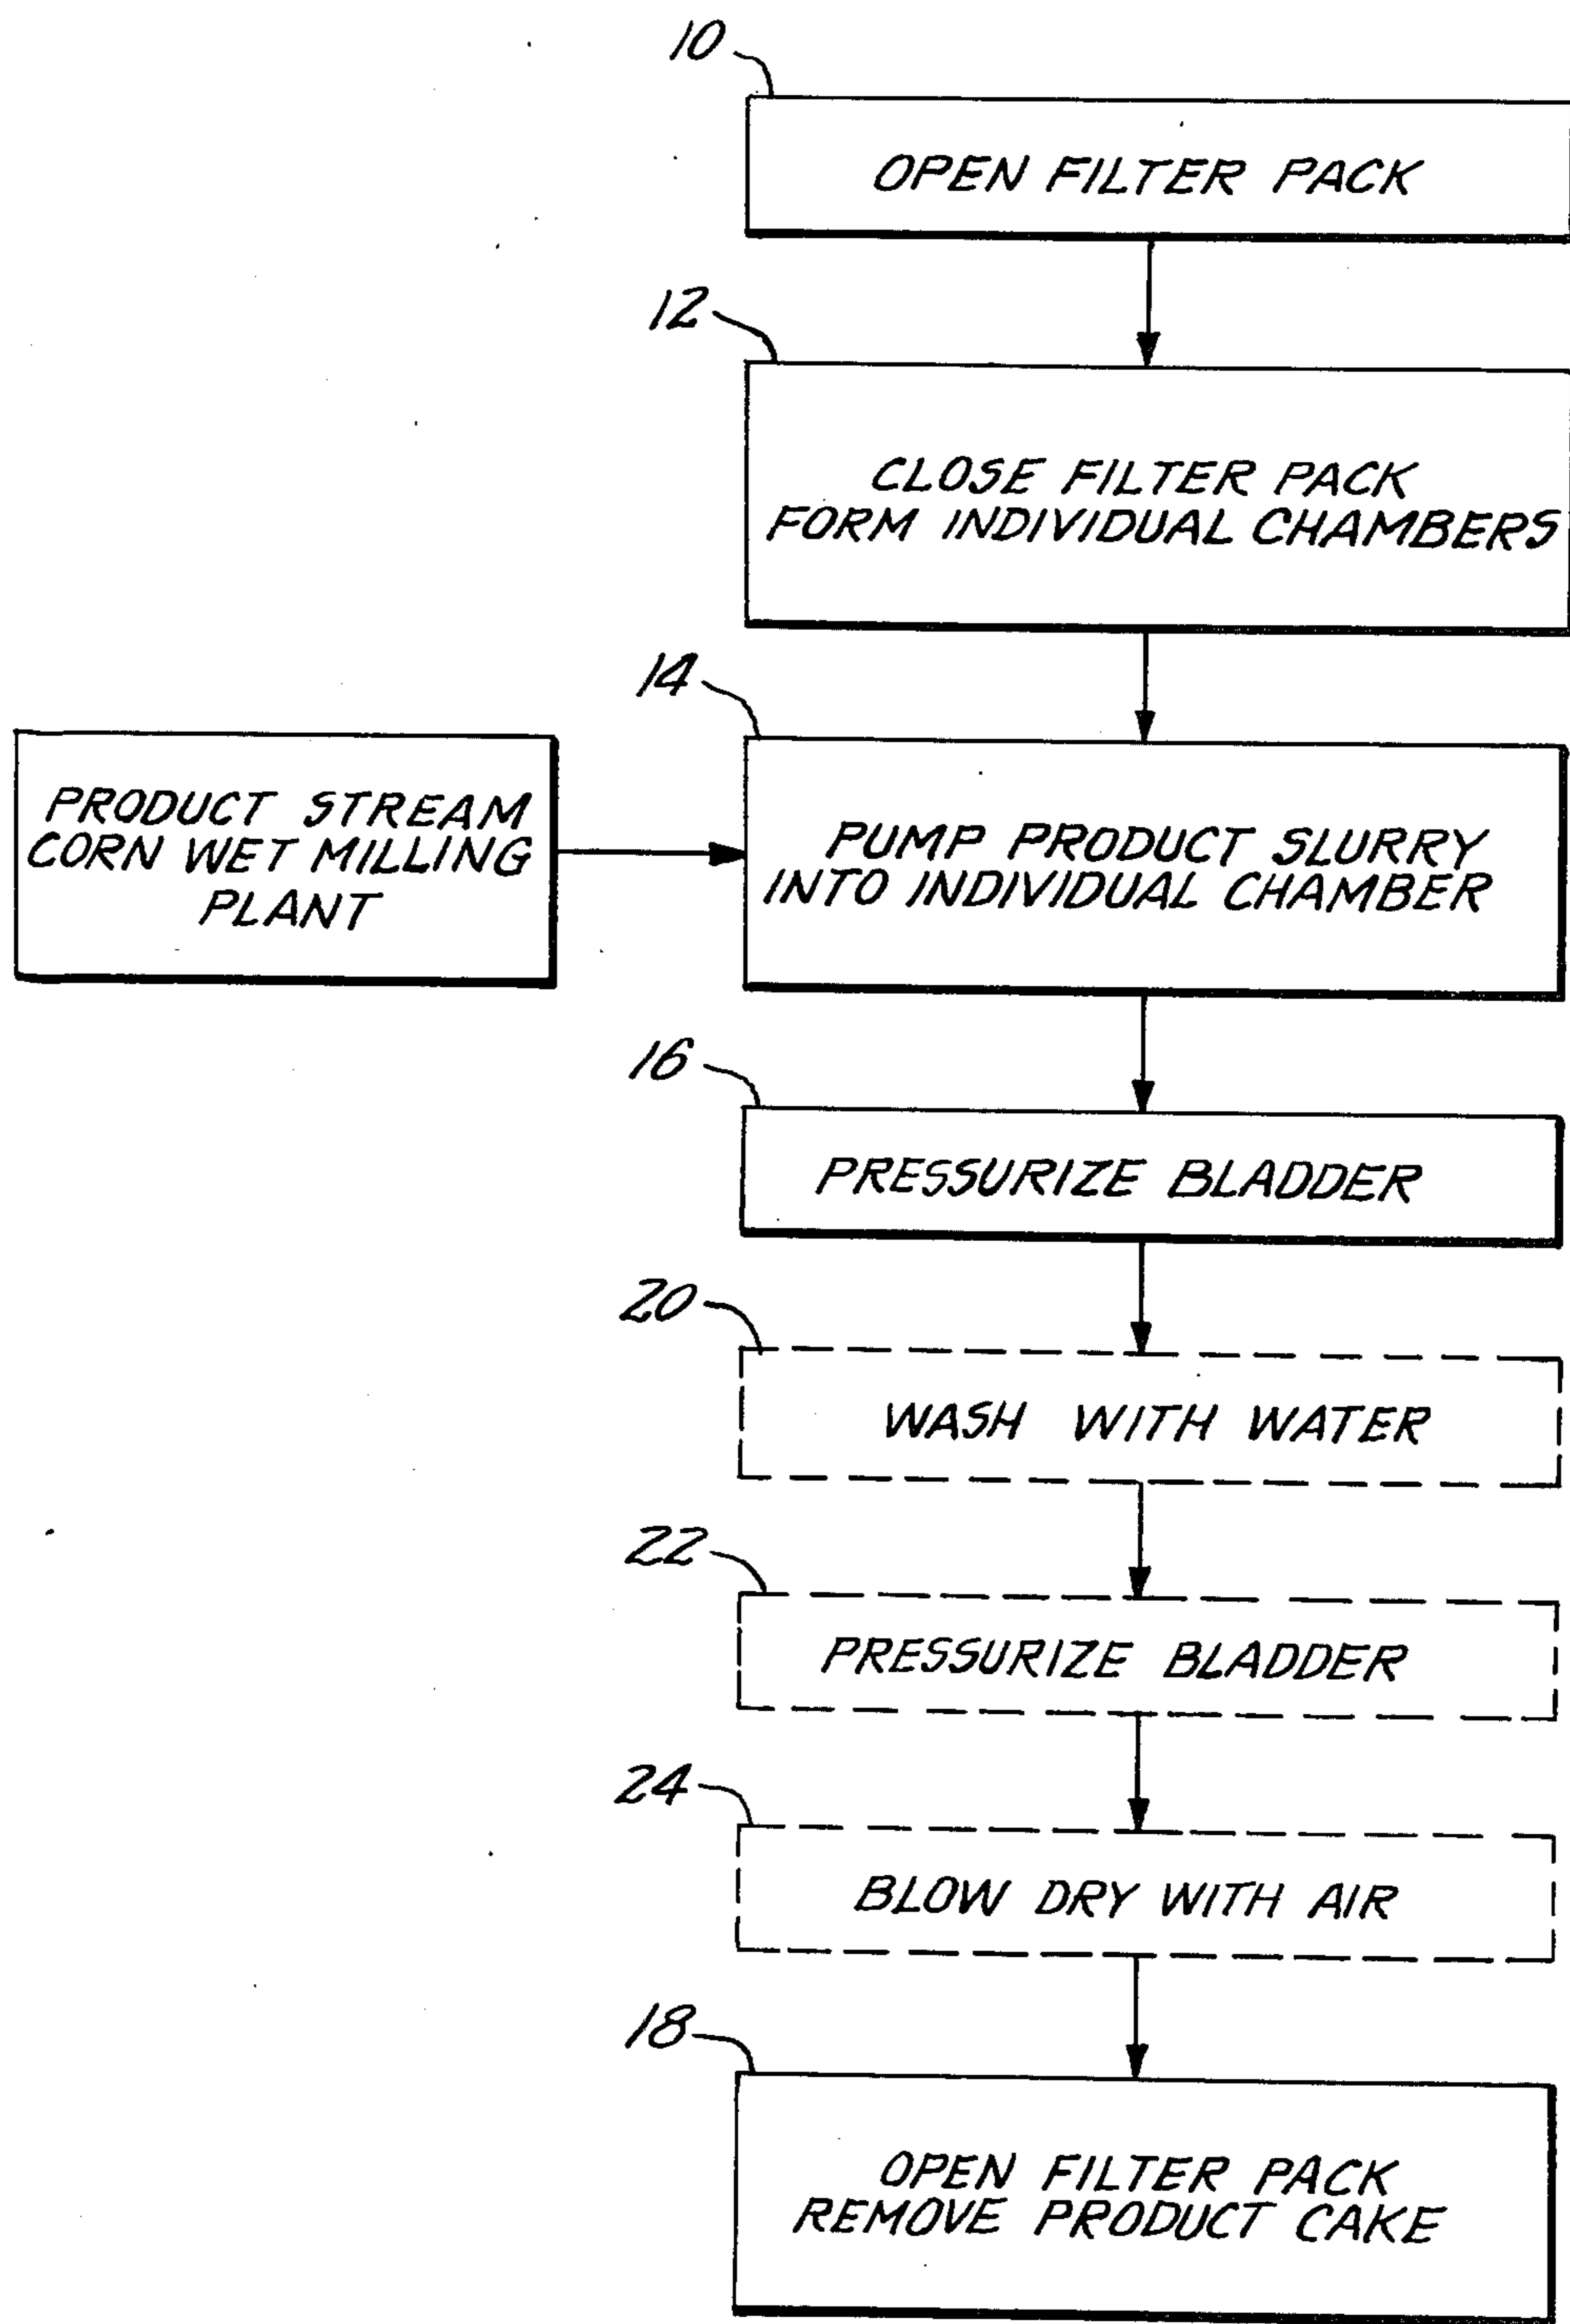 10
OPEN FILTER PACK
12
CLOSE FILTER PACK
FORM INDIVIDUAL CHAMBERS
14
PRODUCT STREAM
CORN WET MILLING
PLANT
PUMP PRODUCT SLURRY
INTO INDIVIDUAL CHAMBER
16
PRESSURIZE BLADDER
20
WASH WITH WATER
22
PRESSURIZE BLADDER
24
BLOW DRY WITH AIR
18
OPEN FILTER PACK
REMOVE PRODUCT CAKE